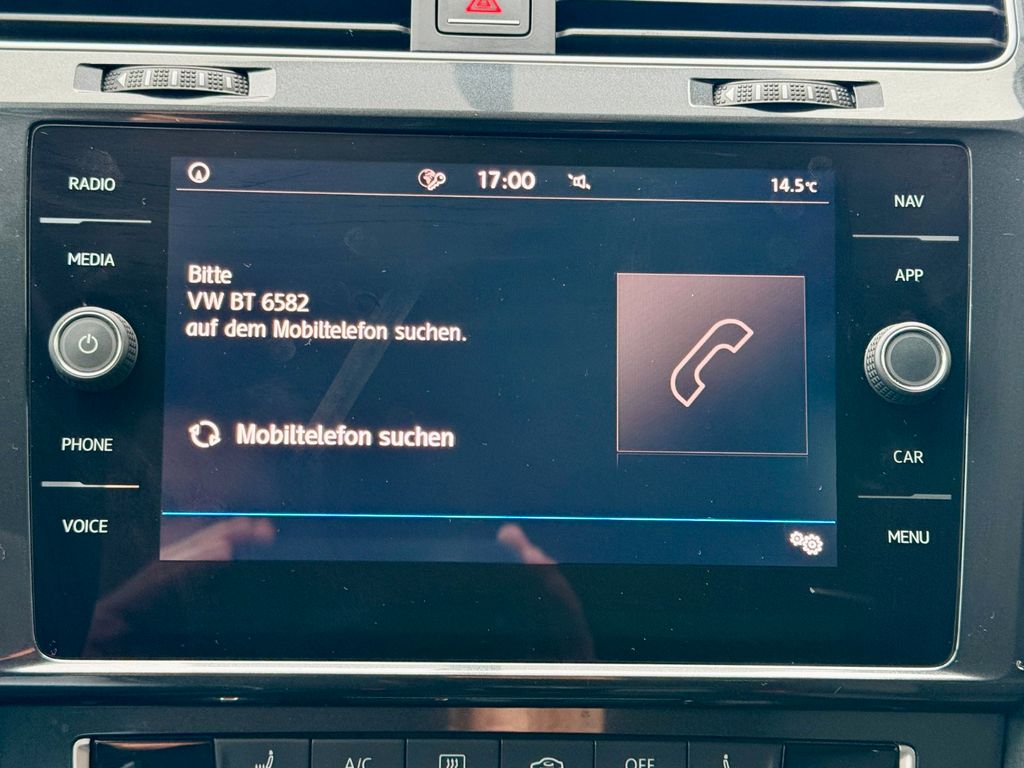 RADIO
MEDIA
PHONE
VOICE
17:00
14.5°C
Bitte
VW BT 6582
auf dem Mobiltelefon suchen.
Mobiltelefon suchen
NAV
APP
CAR
MENU
A/C
OFF